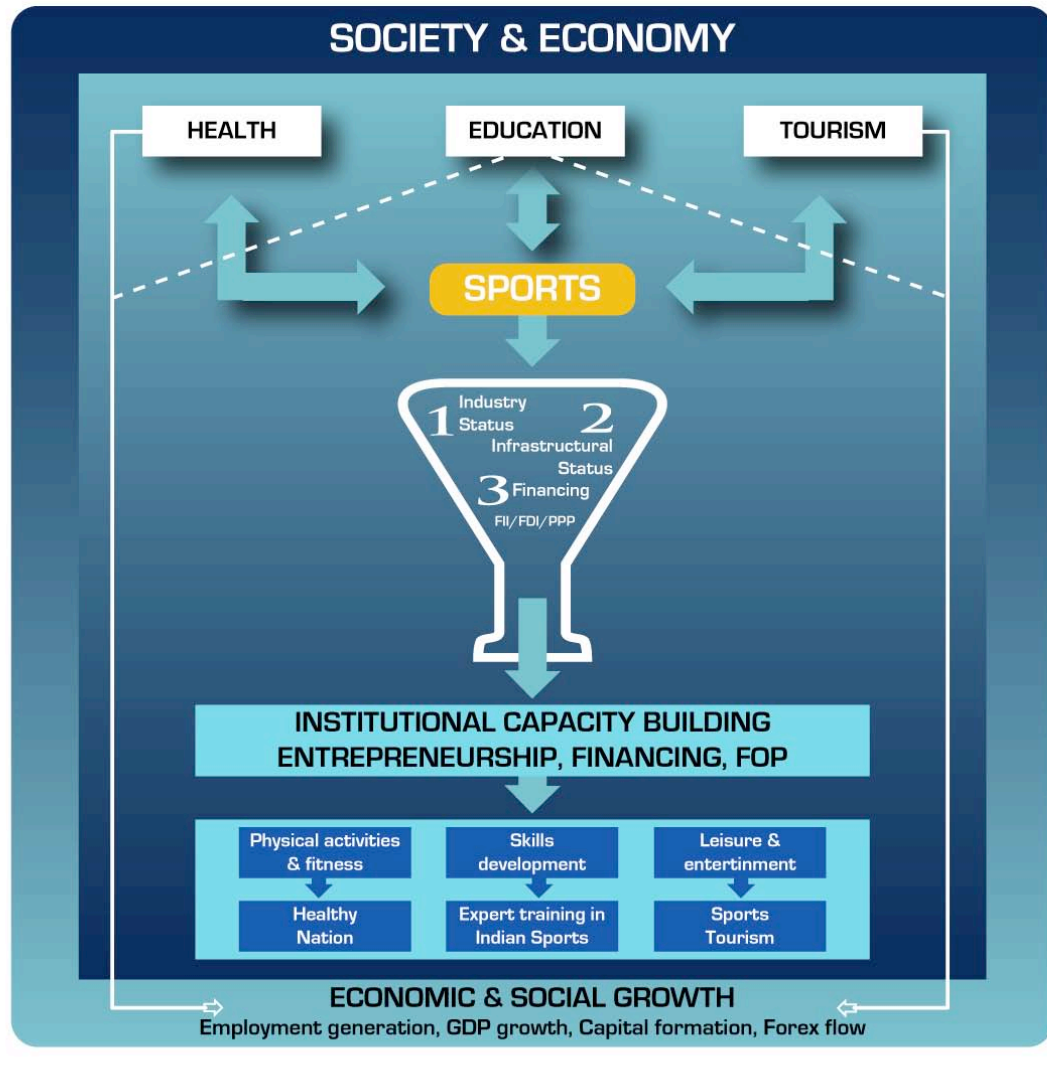 SOCIETY & ECONOMY
HEALTH
EDUCATION
TOURISM
SPORTS
1 Industry
Status
2
Infrastructural
Status
3 Financing
FII/FDI/PPP
INSTITUTIONAL CAPACITY BUILDING
ENTREPRENEURSHIP, FINANCING, FOP
Physical activities
& fitness
Skills
development
Leisure &
entertinment
Healthy
Nation
Expert training in
Indian Sports
Sports
Tourism
ECONOMIC & SOCIAL GROWTH
Employment generation, GDP growth, Capital formation, Forex flow